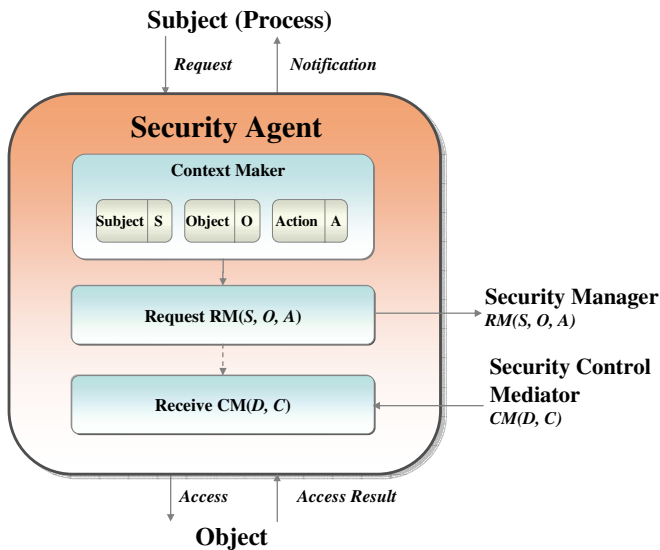 Subject (Process)
Request
Notification
Security Agent
Context Maker
Subject S
Object O
Action A
Request RM(S, O, A)
Security Manager
RM(S, O, A)
Security Control
Mediator
CM(D, C)
Receive CM(D, C)
Access
Access Result
Object